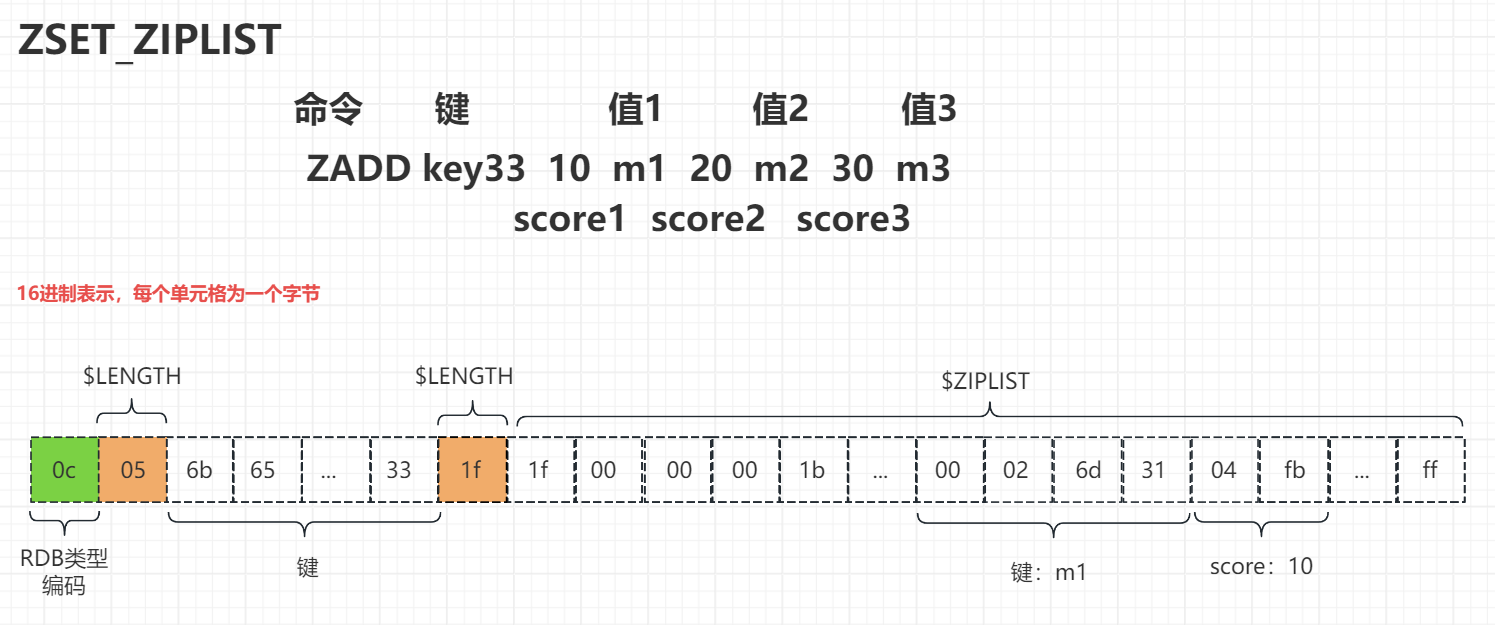 ZSET_ZIPLIST
命令 键 值1 值2 值3
ZADD key33 10 m1 20 m2 30 m3
score1 score2 score3
16进制表示，每个单元格为一个字节
$LENGTH $LENGTH $ZIPLIST
0c 05 6b 65 ... 33 1f 1f 00 00 00 1b ... 00 02 6d 31 04 fb ... ff
RDB类型
编码
键
键：m1
score：10